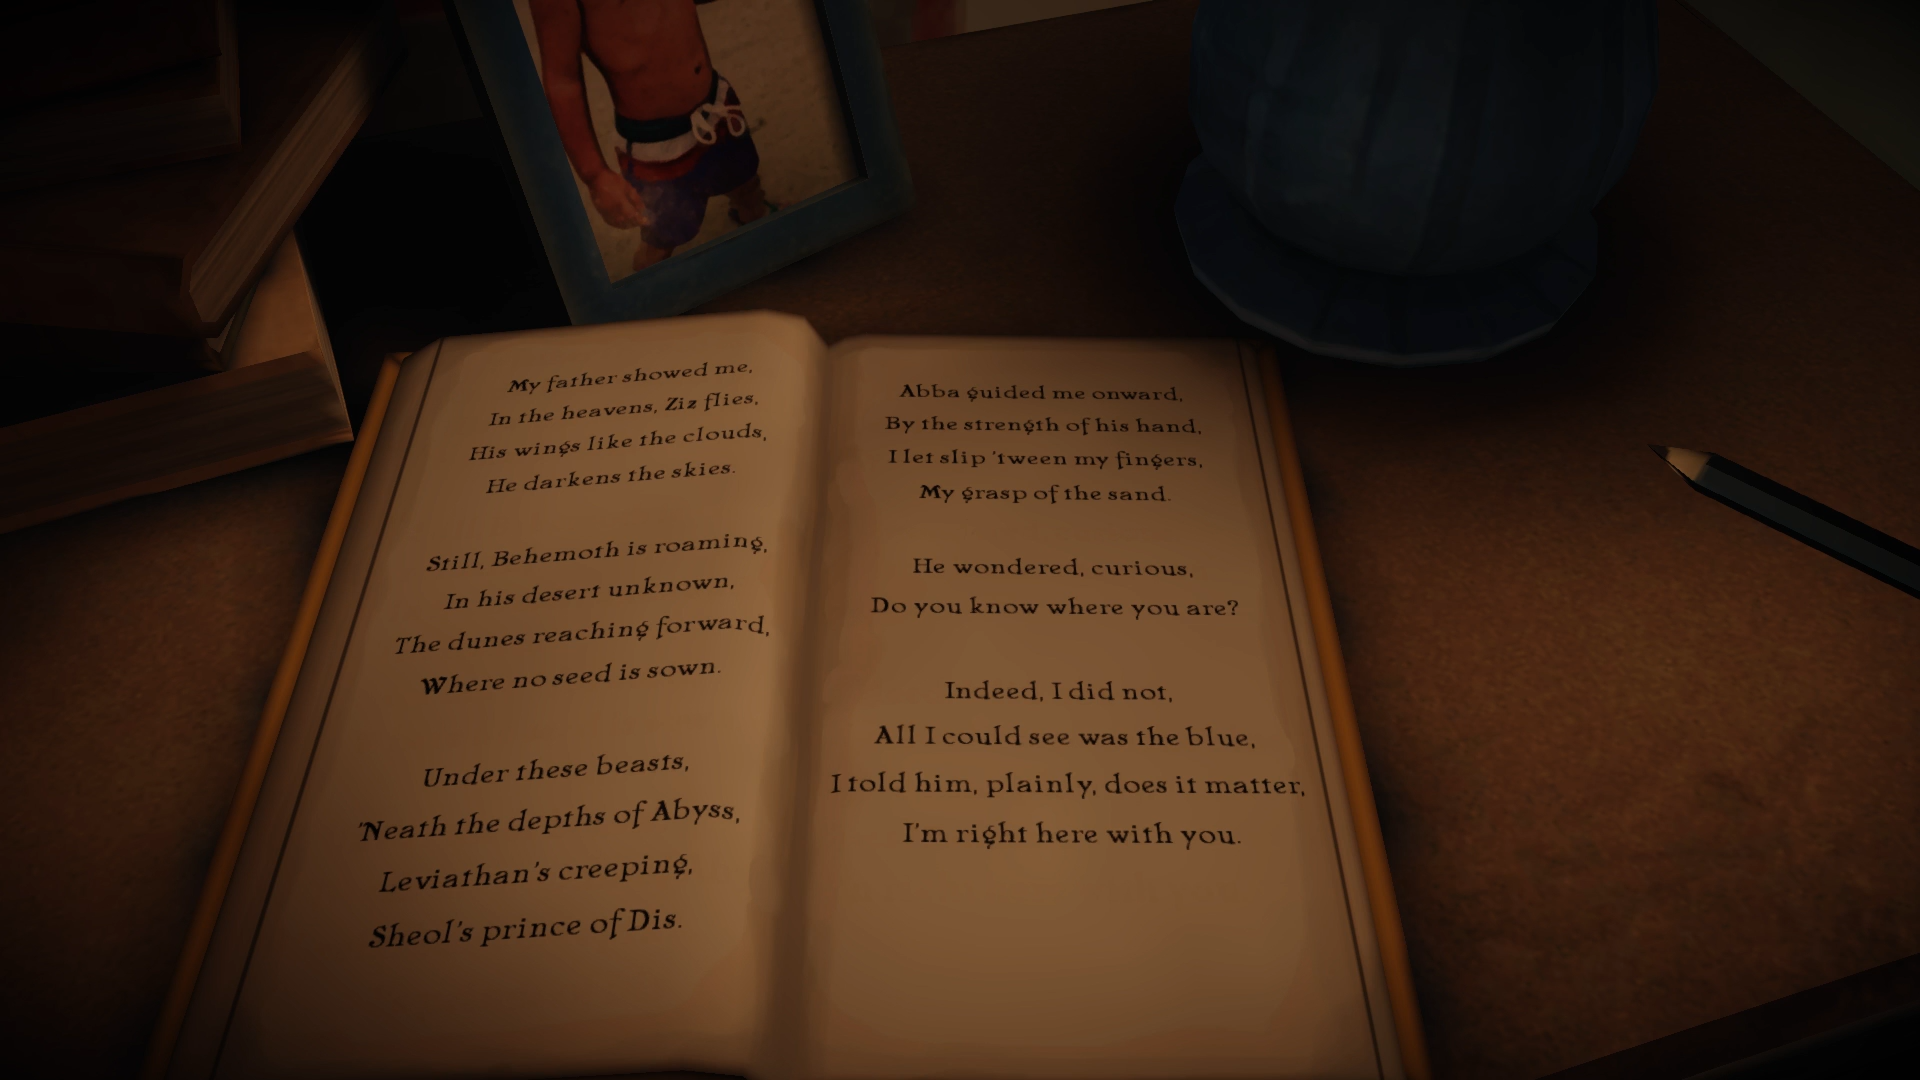 My father showed me,
In the heavens, Ziz flies,
His wings like the clouds,
He darkens the skies.
Still, Behemoth is roaming,
In his desert unknown,
The dunes reaching forward,
Where no seed is sown.
Under these beasts,
'Neath the depths of Abyss,
Leviathan's creeping,
Sheol's prince of Dis.
Abba guided me onward,
By the strength of his hand,
I let slip 'tween my fingers,
My grasp of the sand.
He wondered, curious,
Do you know where you are?
Indeed, I did not,
All I could see was the blue,
I told him, plainly, does it matter,
I'm right here with you.